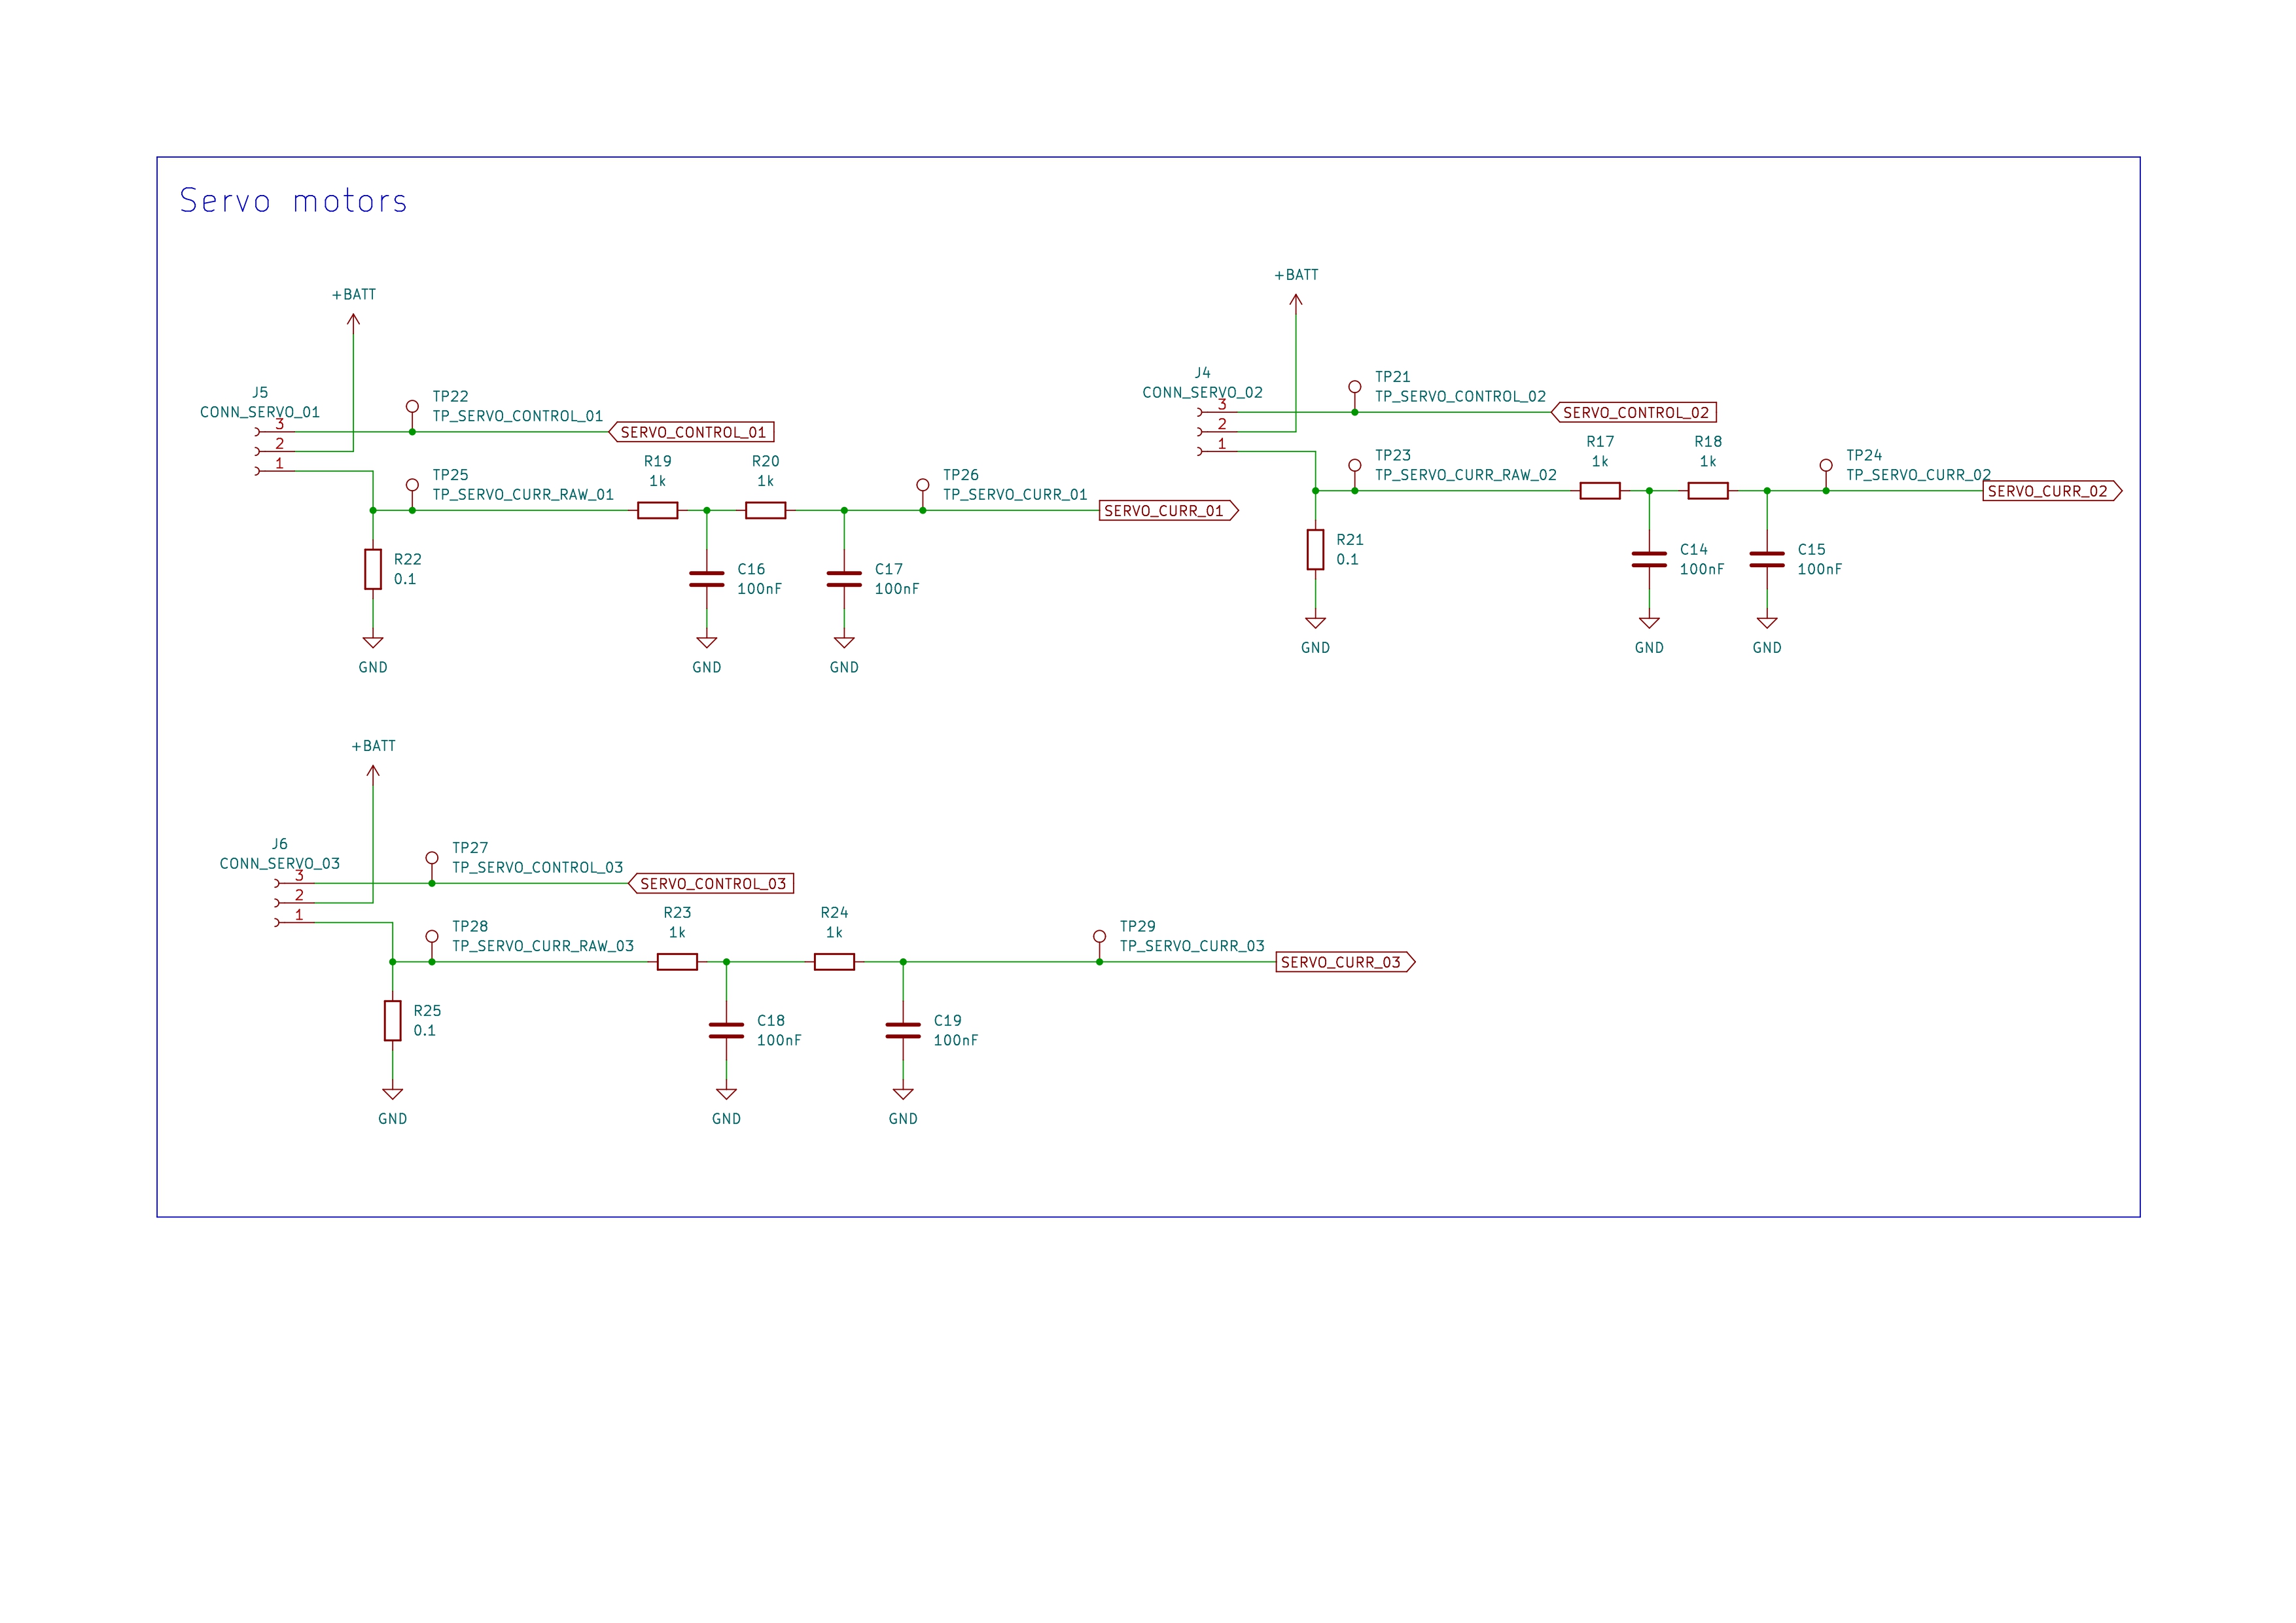 Servo motors
+BATT
J5
CONN_SERVO_01
3
2
1
TP22
TP_SERVO_CONTROL_01
SERVO_CONTROL_01
TP25
TP_SERVO_CURR_RAW_01
R19
1k
R20
1k
TP26
TP_SERVO_CURR_01
SERVO_CURR_01
R22
0.1
C16
100nF
C17
100nF
GND
GND
GND
+BATT
J4
CONN_SERVO_02
3
2
1
TP21
TP_SERVO_CONTROL_02
SERVO_CONTROL_02
TP23
TP_SERVO_CURR_RAW_02
R17
1k
R18
1k
TP24
TP_SERVO_CURR_02
SERVO_CURR_02
R21
0.1
C14
100nF
C15
100nF
GND
GND
GND
+BATT
J6
CONN_SERVO_03
3
2
1
TP27
TP_SERVO_CONTROL_03
SERVO_CONTROL_03
TP28
TP_SERVO_CURR_RAW_03
R23
1k
R24
1k
TP29
TP_SERVO_CURR_03
SERVO_CURR_03
R25
0.1
C18
100nF
C19
100nF
GND
GND
GND